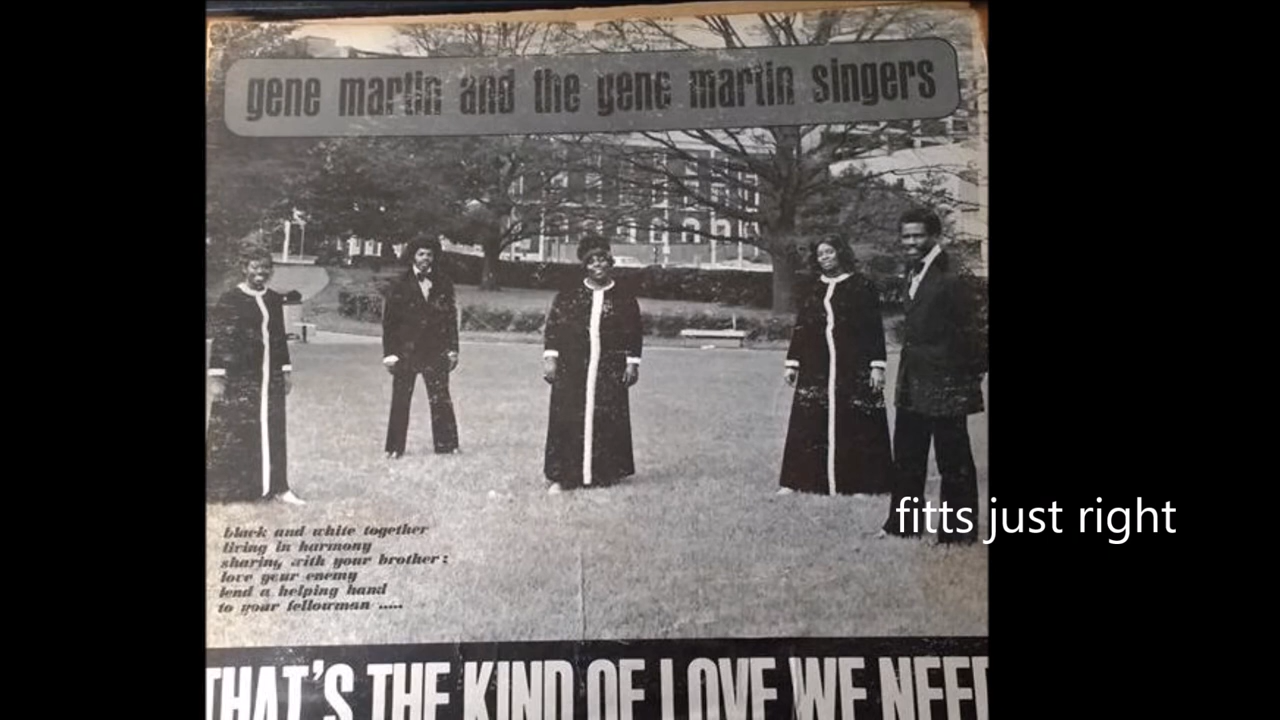 gene martin and the gene martin singers
black and white together
living in harmony
sharing with your brother:
love your enemy
lend a helping hand
to your fellowman .....
fitts just right
THAT'S THE KIND OF LOVE WE NEED